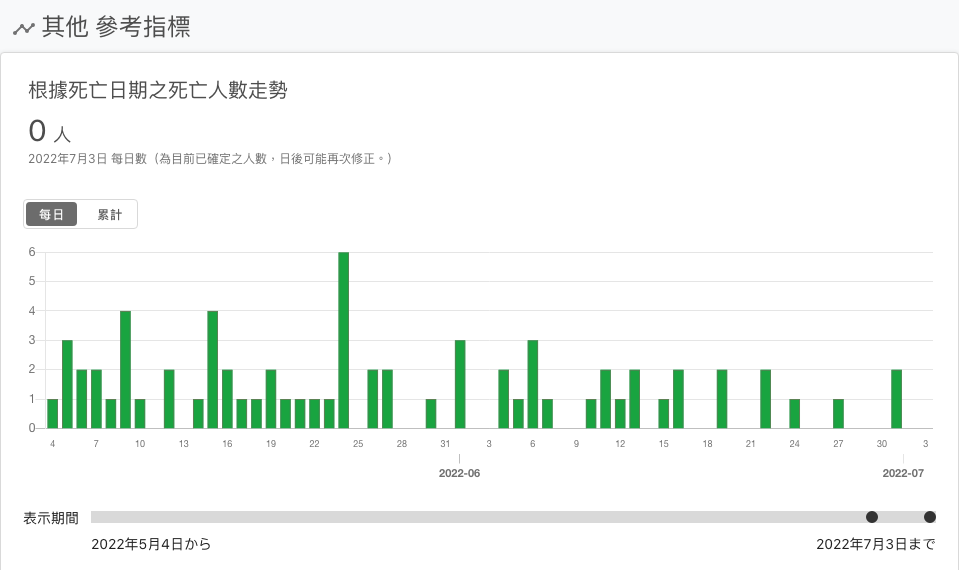 其他 參考指標
根據死亡日期之死亡人數走勢
0 人
2022年7月3日 每日數（為目前已確定之人數，日後可能再次修正。）
每日 累計
6
5
4
3
2
1
0
4 7 10 13 16 19 22 25 28 31 3 6 9 12 15 18 21 24 27 30 3
2022-06 2022-07
表示期間
2022年5月4日から 2022年7月3日まで